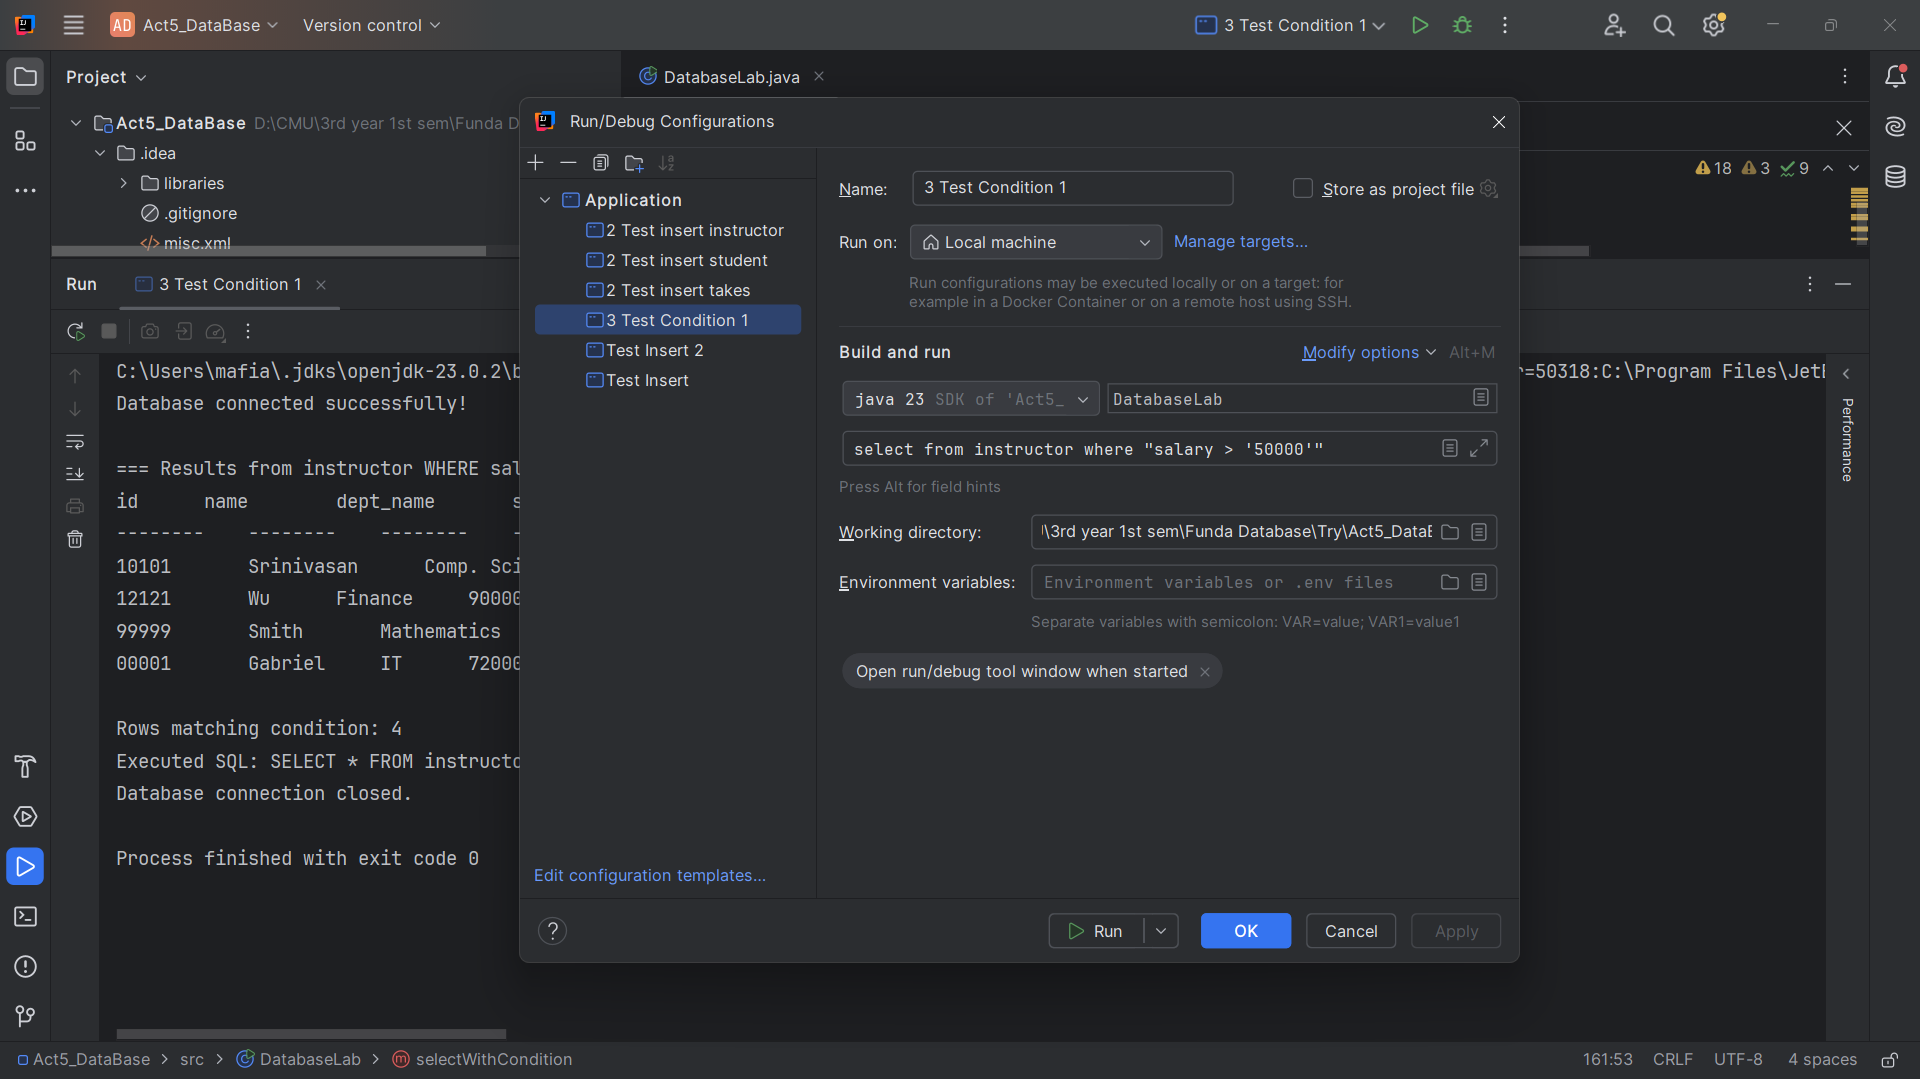 AD Act5_DataBase Version control 3 Test Condition 1
Project
DatabaseLab.java
Act5_DataBase D:\CMU\3rd year 1st sem\Funda D
.idea
libraries
.gitignore
misc.xml
18 3 9
Run 3 Test Condition 1
C:\Users\mafia\.jdks\openjdk-23.0.2\b
r=50318:C:\Program Files\JetB
Database connected successfully!
=== Results from instructor WHERE sal
id name dept_name s
-------- -------- -------- -
10101 Srinivasan Comp. Sci
12121 Wu Finance 90000
99999 Smith Mathematics
00001 Gabriel IT 72000
Rows matching condition: 4
Executed SQL: SELECT * FROM instructo
Database connection closed.
Process finished with exit code 0
Performance
Run/Debug Configurations
Application
2 Test insert instructor
2 Test insert student
2 Test insert takes
3 Test Condition 1
Test Insert 2
Test Insert
Edit configuration templates...
Name: 3 Test Condition 1 Store as project file
Run on: Local machine Manage targets...
Run configurations may be executed locally or on a target: for
example in a Docker Container or on a remote host using SSH.
Build and run Modify options Alt+M
java 23 SDK of 'Act5_ DatabaseLab
select from instructor where "salary > '50000'"
Press Alt for field hints
Working directory: \3rd year 1st sem\Funda Database\Try\Act5_DataB
Environment variables: Environment variables or .env files
Separate variables with semicolon: VAR=value; VAR1=value1
Open run/debug tool window when started
? Run OK Cancel Apply
Act5_DataBase > src > DatabaseLab > selectWithCondition
161:53 CRLF UTF-8 4 spaces